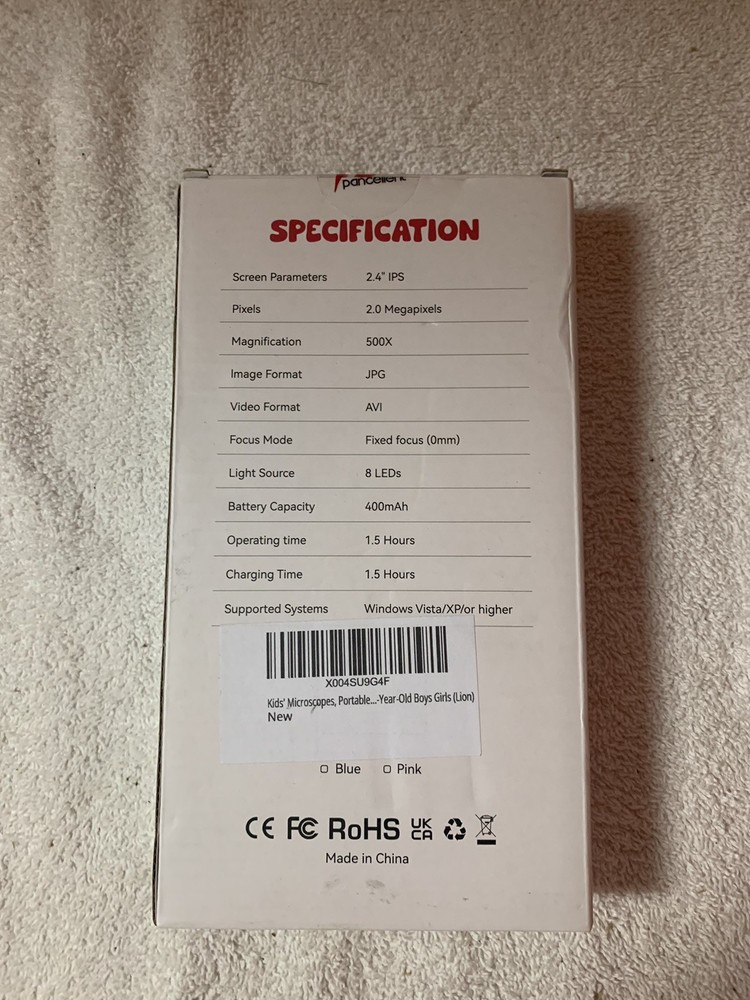 pancellent
SPECIFICATION
Screen Parameters 2.4" IPS
Pixels 2.0 Megapixels
Magnification 500X
Image Format JPG
Video Format AVI
Focus Mode Fixed focus (0mm)
Light Source 8 LEDs
Battery Capacity 400mAh
Operating time 1.5 Hours
Charging Time 1.5 Hours
Supported Systems Windows Vista/XP/or higher
X004SU9G4F
Kids' Microscopes, Portable...-Year-Old Boys Girls (Lion)
New
Blue Pink
CE FC RoHS UK CA
Made in China